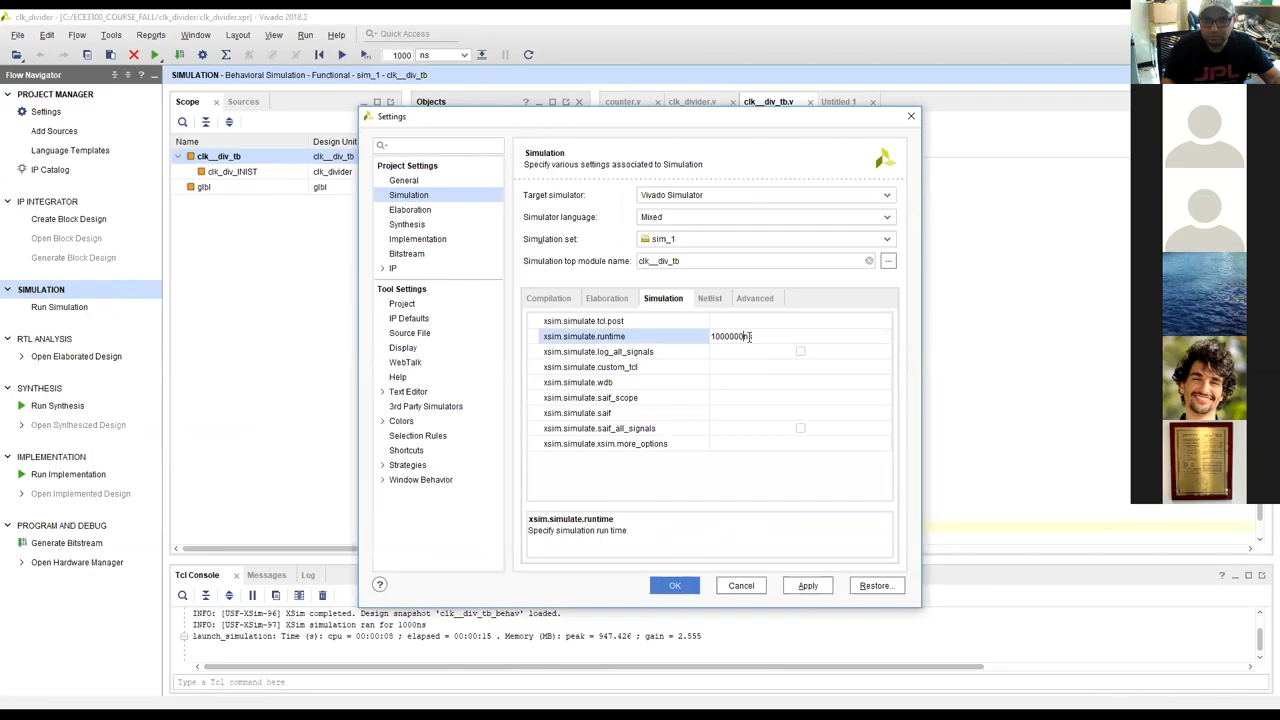 clk_divider - [C:/ECE3300_COURSE_FALL/clk_divider/clk_divider.xpr] - Vivado 2018.2
File Edit Flow Tools Reports Window Layout View Run Help Quick Access
1000 ns
Flow Navigator
PROJECT MANAGER
Settings
Add Sources
Language Templates
IP Catalog
IP INTEGRATOR
Create Block Design
Open Block Design
Generate Block Design
SIMULATION
Run Simulation
RTL ANALYSIS
Open Elaborated Design
SYNTHESIS
Run Synthesis
Open Synthesized Design
IMPLEMENTATION
Run Implementation
Open Implemented Design
PROGRAM AND DEBUG
Generate Bitstream
Open Hardware Manager
SIMULATION - Behavioral Simulation - Functional - sim_1 - clk__div_tb
Scope Sources
Name Design Unit
clk__div_tb clk__div_tb
clk_div_INIST clk_divider
glbl glbl
Objects
counter.v clk_divider.v clk__div_tb.v Untitled 1
Settings
Project Settings
General
Simulation
Elaboration
Synthesis
Implementation
Bitstream
IP
Tool Settings
Project
IP Defaults
Source File
Display
WebTalk
Help
Text Editor
3rd Party Simulators
Colors
Selection Rules
Shortcuts
Strategies
Window Behavior
Simulation
Specify various settings associated to Simulation
Target simulator: Vivado Simulator
Simulator language: Mixed
Simulation set: sim_1
Simulation top module name: clk__div_tb
Compilation Elaboration Simulation Netlist Advanced
xsim.simulate.tcl.post
xsim.simulate.runtime 1000000ns
xsim.simulate.log_all_signals
xsim.simulate.custom_tcl
xsim.simulate.wdb
xsim.simulate.saif_scope
xsim.simulate.saif
xsim.simulate.saif_all_signals
xsim.simulate.xsim.more_options
xsim.simulate.runtime
Specify simulation run time
OK Cancel Apply Restore...
Tcl Console Messages Log
INFO: [USF-XSim-96] XSim completed. Design snapshot 'clk__div_tb_behav' loaded.
INFO: [USF-XSim-97] XSim simulation ran for 1000ns
launch_simulation: Time (s): cpu = 00:00:08 ; elapsed = 00:00:15 . Memory (MB): peak = 947.426 ; gain = 2.555
Type a Tcl command here
JPL